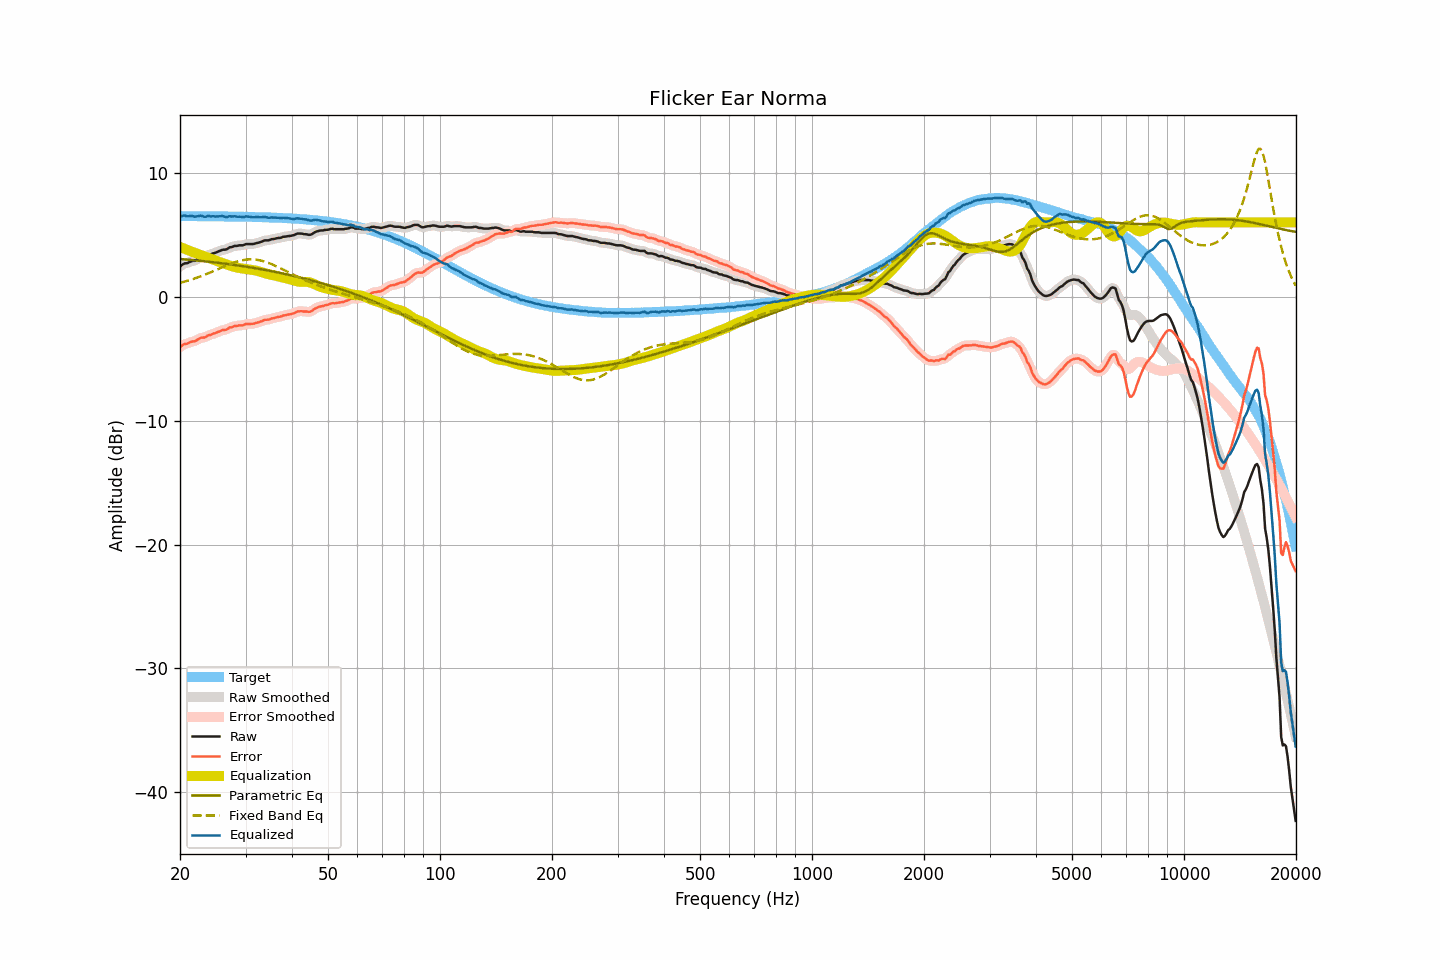 Flicker Ear Norma
10
0
−10
−20
−30
−40
Amplitude (dBr)
Target
Raw Smoothed
Error Smoothed
Raw
Error
Equalization
Parametric Eq
Fixed Band Eq
Equalized
20 50 100 200 500 1000 2000 5000 10000 20000
Frequency (Hz)